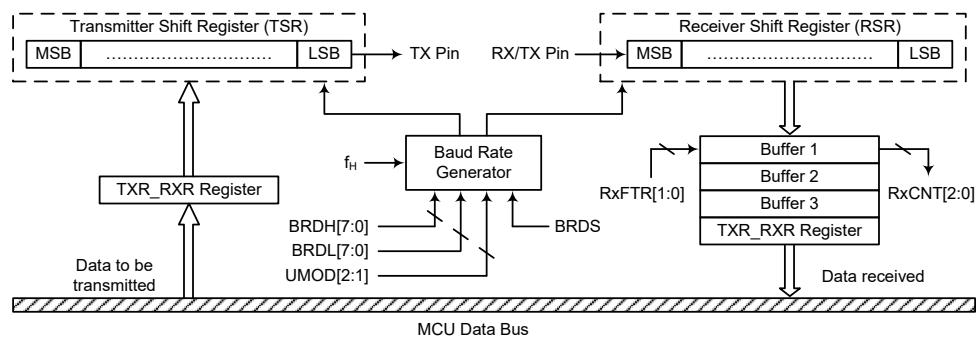 Transmitter Shift Register (TSR)
MSB ………………………… LSB
TX Pin
RX/TX Pin
Receiver Shift Register (RSR)
MSB ………………………… LSB
fH
Baud Rate
Generator
BRDH[7:0]
BRDL[7:0]
UMOD[2:1]
BRDS
TXR_RXR Register
Data to be
transmitted
RxFTR[1:0]
Buffer 1
Buffer 2
Buffer 3
TXR_RXR Register
RxCNT[2:0]
Data received
MCU Data Bus